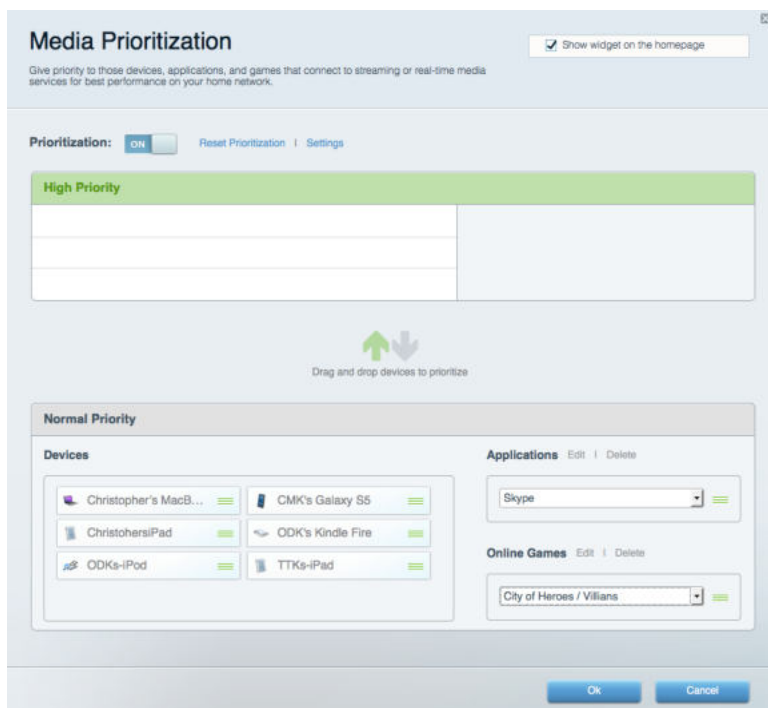 Media Prioritization
Show widget on the homepage
Give priority to those devices, applications, and games that connect to streaming or real-time media
services for best performance on your home network.
Prioritization: ON Reset Prioritization | Settings
High Priority
Drag and drop devices to prioritize
Normal Priority
Devices
Christopher's MacB...
CMK's Galaxy S5
ChristohersiPad
ODK's Kindle Fire
ODKs-iPod
TTKs-iPad
Applications Edit | Delete
Skype
Online Games Edit | Delete
City of Heroes / Villians
Ok
Cancel